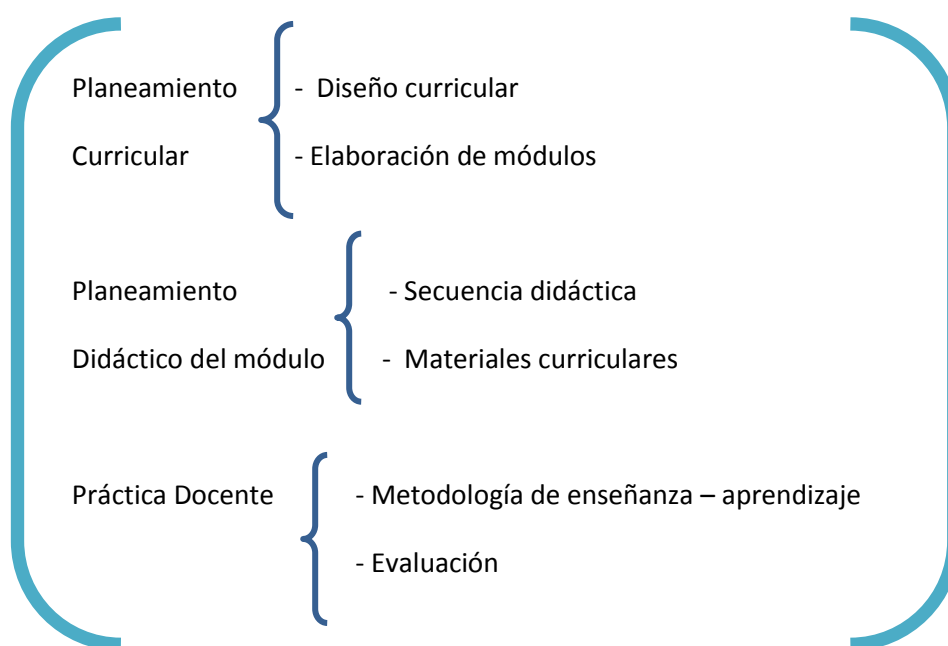 Planeamiento - Diseño curricular
Curricular - Elaboración de módulos
Planeamiento - Secuencia didáctica
Didáctico del módulo - Materiales curriculares
Práctica Docente - Metodología de enseñanza – aprendizaje
- Evaluación